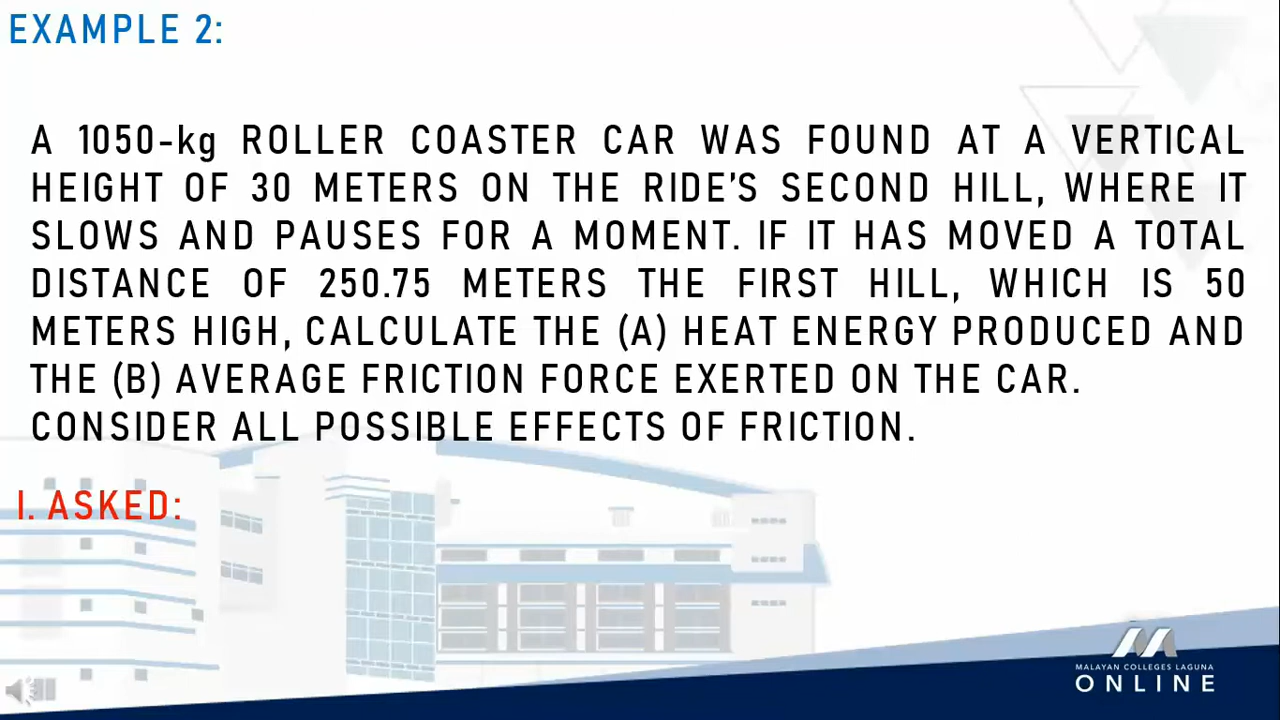 EXAMPLE 2:
A 1050-kg ROLLER COASTER CAR WAS FOUND AT A VERTICAL
HEIGHT OF 30 METERS ON THE RIDE'S SECOND HILL, WHERE IT
SLOWS AND PAUSES FOR A MOMENT. IF IT HAS MOVED A TOTAL
DISTANCE OF 250.75 METERS THE FIRST HILL, WHICH IS 50
METERS HIGH, CALCULATE THE (A) HEAT ENERGY PRODUCED AND
THE (B) AVERAGE FRICTION FORCE EXERTED ON THE CAR.
CONSIDER ALL POSSIBLE EFFECTS OF FRICTION.
I. ASKED:
MALAYAN COLLEGES LAGUNA
ONLINE